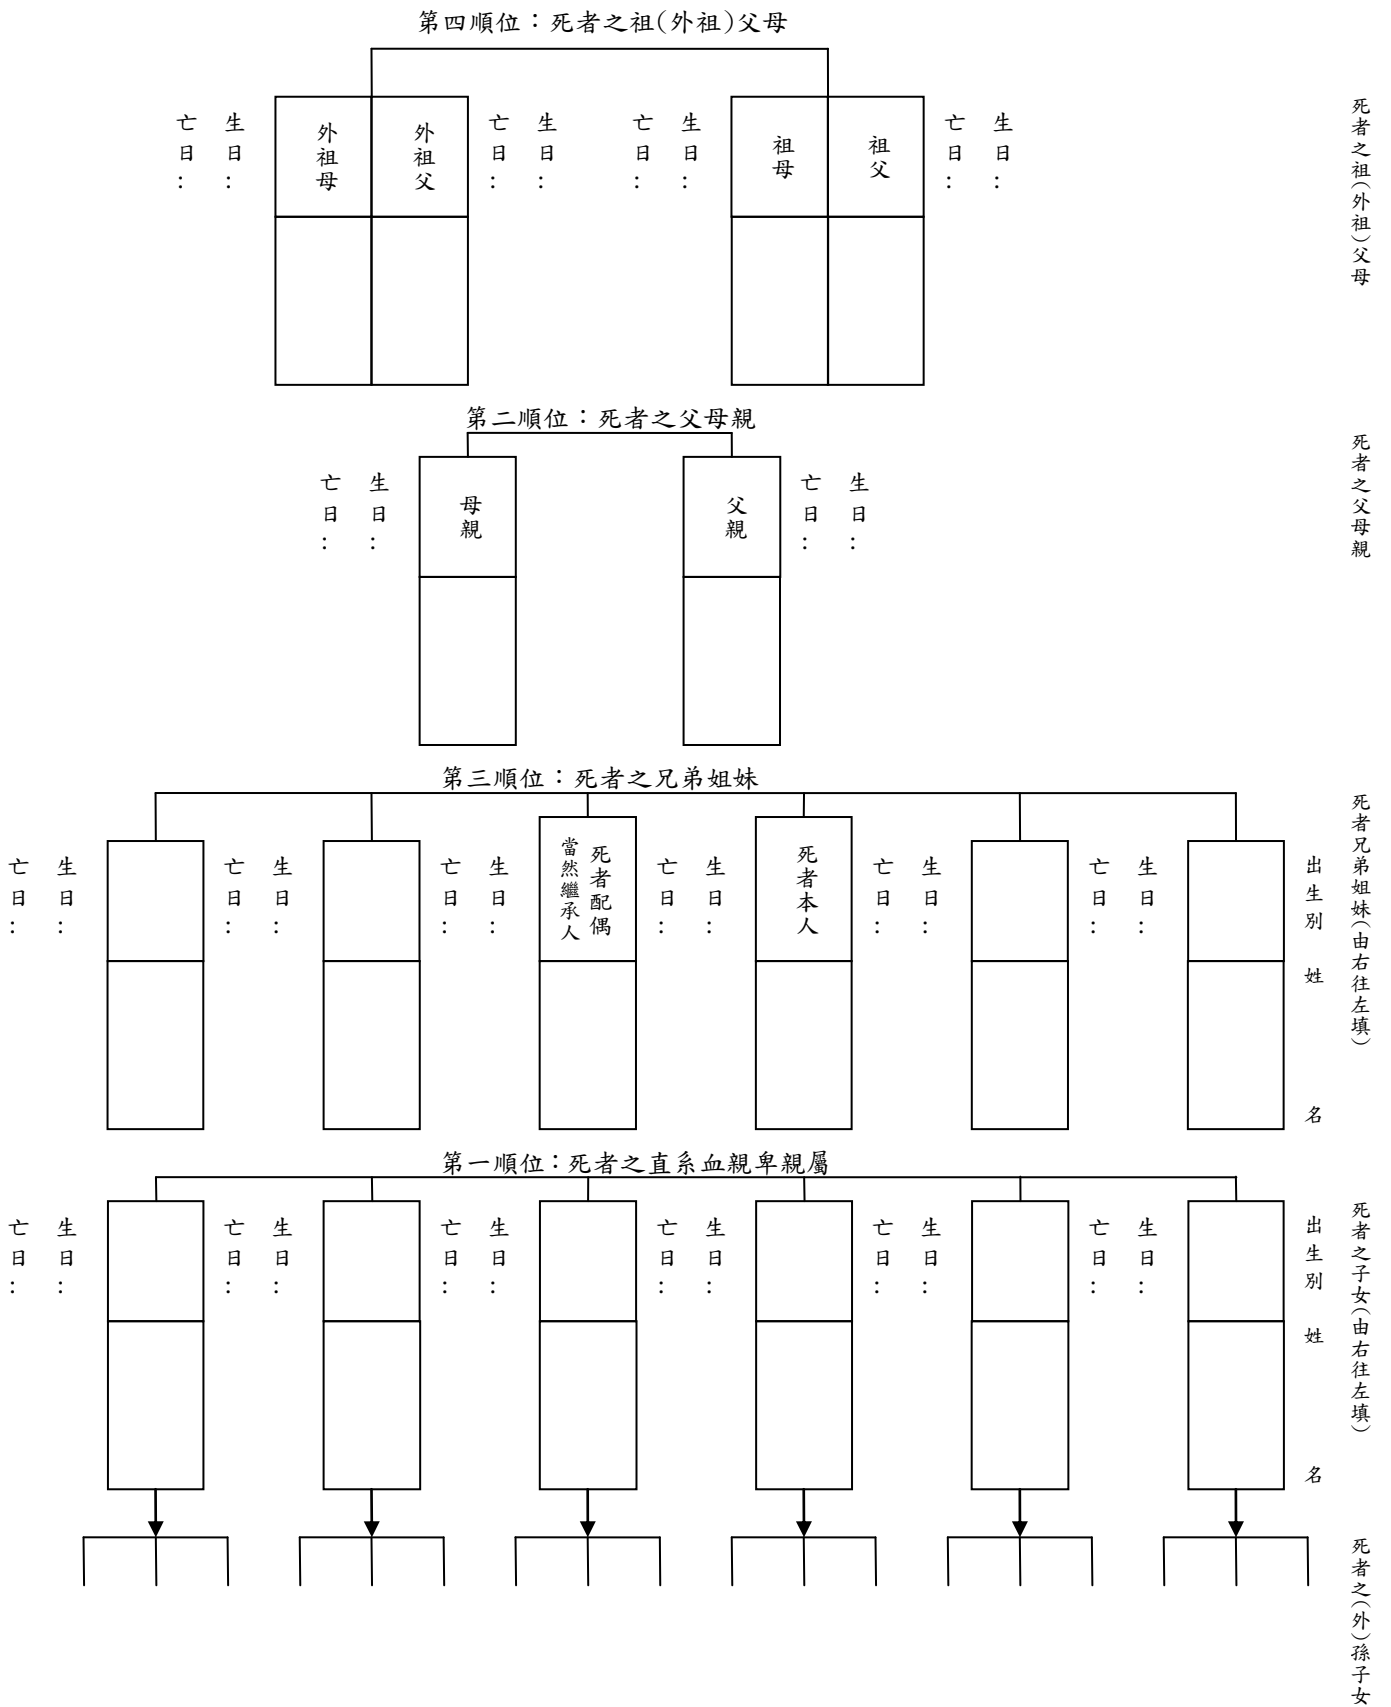 第四順位：死者之祖(外祖)父母
死者之祖(外祖)父母
生日：
亡日：
祖父
祖母
生日：
亡日：
生日：
亡日：
外祖父
外祖母
生日：
亡日：
第二順位：死者之父母親
死者之父母親
生日：
亡日：
父親
母親
生日：
亡日：
第三順位：死者之兄弟姐妹
死者兄弟姐妹(由右往左填)
出生別
姓名
生日：
亡日：
生日：
亡日：
死者本人
生日：
亡日：
死者配偶
當然繼承人
生日：
亡日：
生日：
亡日：
生日：
亡日：
第一順位：死者之直系血親卑親屬
死者之子女(由右往左填)
出生別
姓名
生日：
亡日：
生日：
亡日：
生日：
亡日：
生日：
亡日：
生日：
亡日：
生日：
亡日：
死者之(外)孫子女